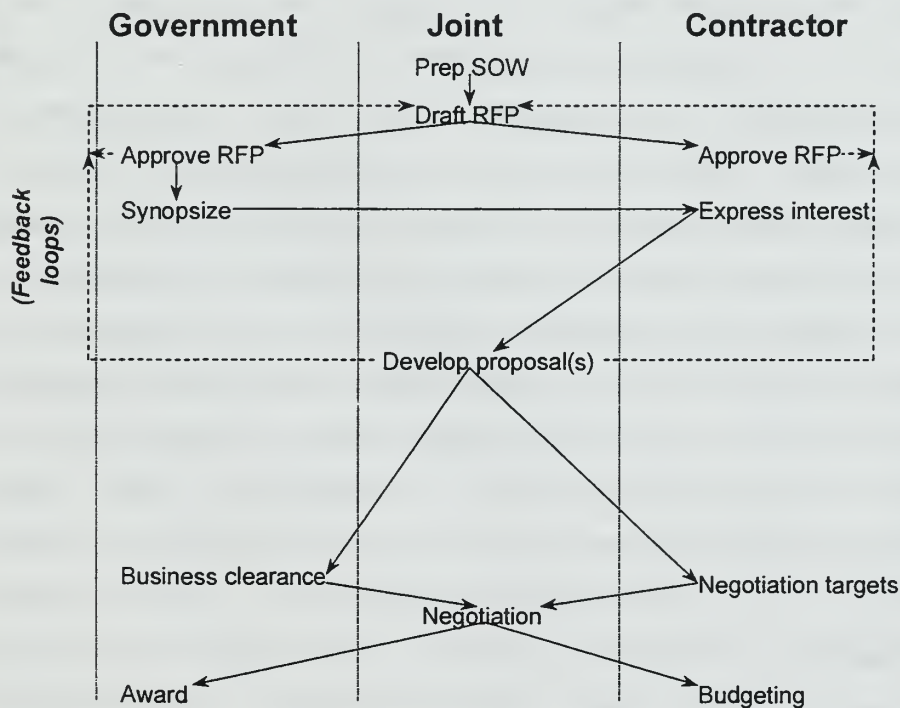 Government Joint Contractor
Prep SOW
Draft RFP
Approve RFP Approve RFP
Synopsize Express interest
(Feedback
loops)
Develop proposal(s)
Business clearance Negotiation targets
Negotiation
Award Budgeting